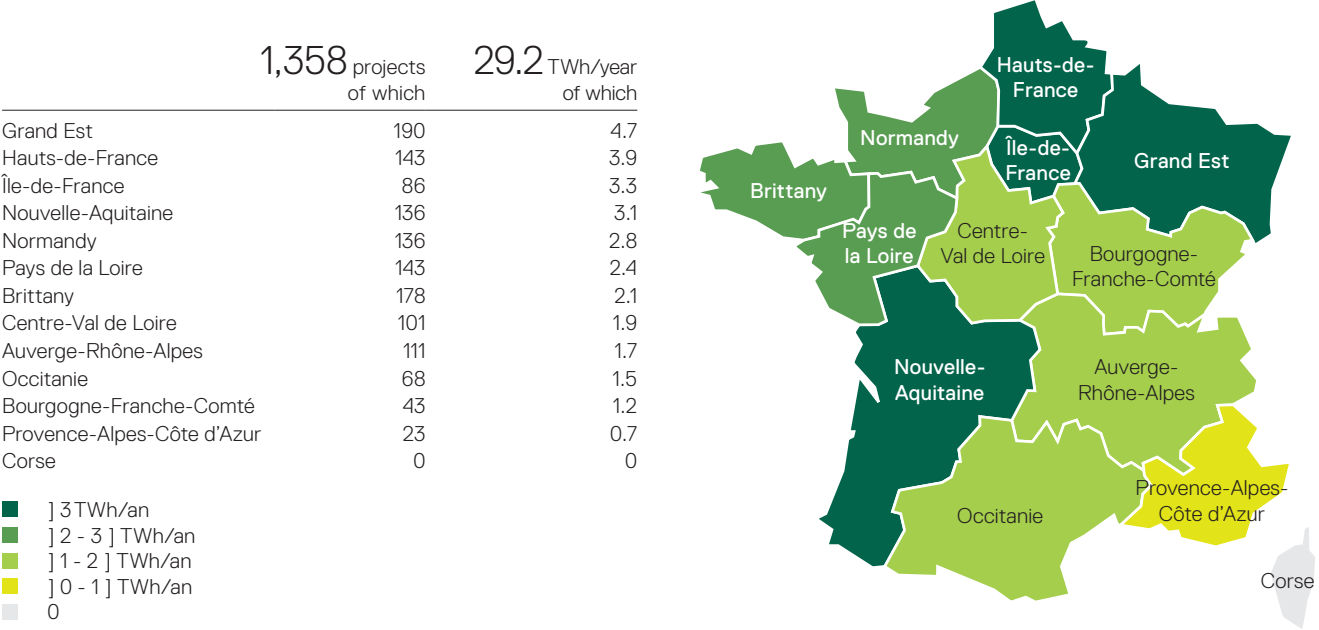 1,358 projects 29.2 TWh/year
of which of which
Grand Est 190 4.7
Hauts-de-France 143 3.9
Île-de-France 86 3.3
Nouvelle-Aquitaine 136 3.1
Normandy 136 2.8
Pays de la Loire 143 2.4
Brittany 178 2.1
Centre-Val de Loire 101 1.9
Auverge-Rhône-Alpes 111 1.7
Occitanie 68 1.5
Bourgogne-Franche-Comté 43 1.2
Provence-Alpes-Côte d’Azur 23 0.7
Corse 0 0
] 3 TWh/an
] 2 - 3 ] TWh/an
] 1 - 2 ] TWh/an
] 0 - 1 ] TWh/an
0
Hauts-de-
France
Normandy
Île-de-
France
Grand Est
Brittany
Pays de
la Loire
Centre-
Val de Loire
Bourgogne-
Franche-Comté
Nouvelle-
Aquitaine
Auverge-
Rhône-Alpes
Occitanie
Provence-Alpes-
Côte d’Azur
Corse